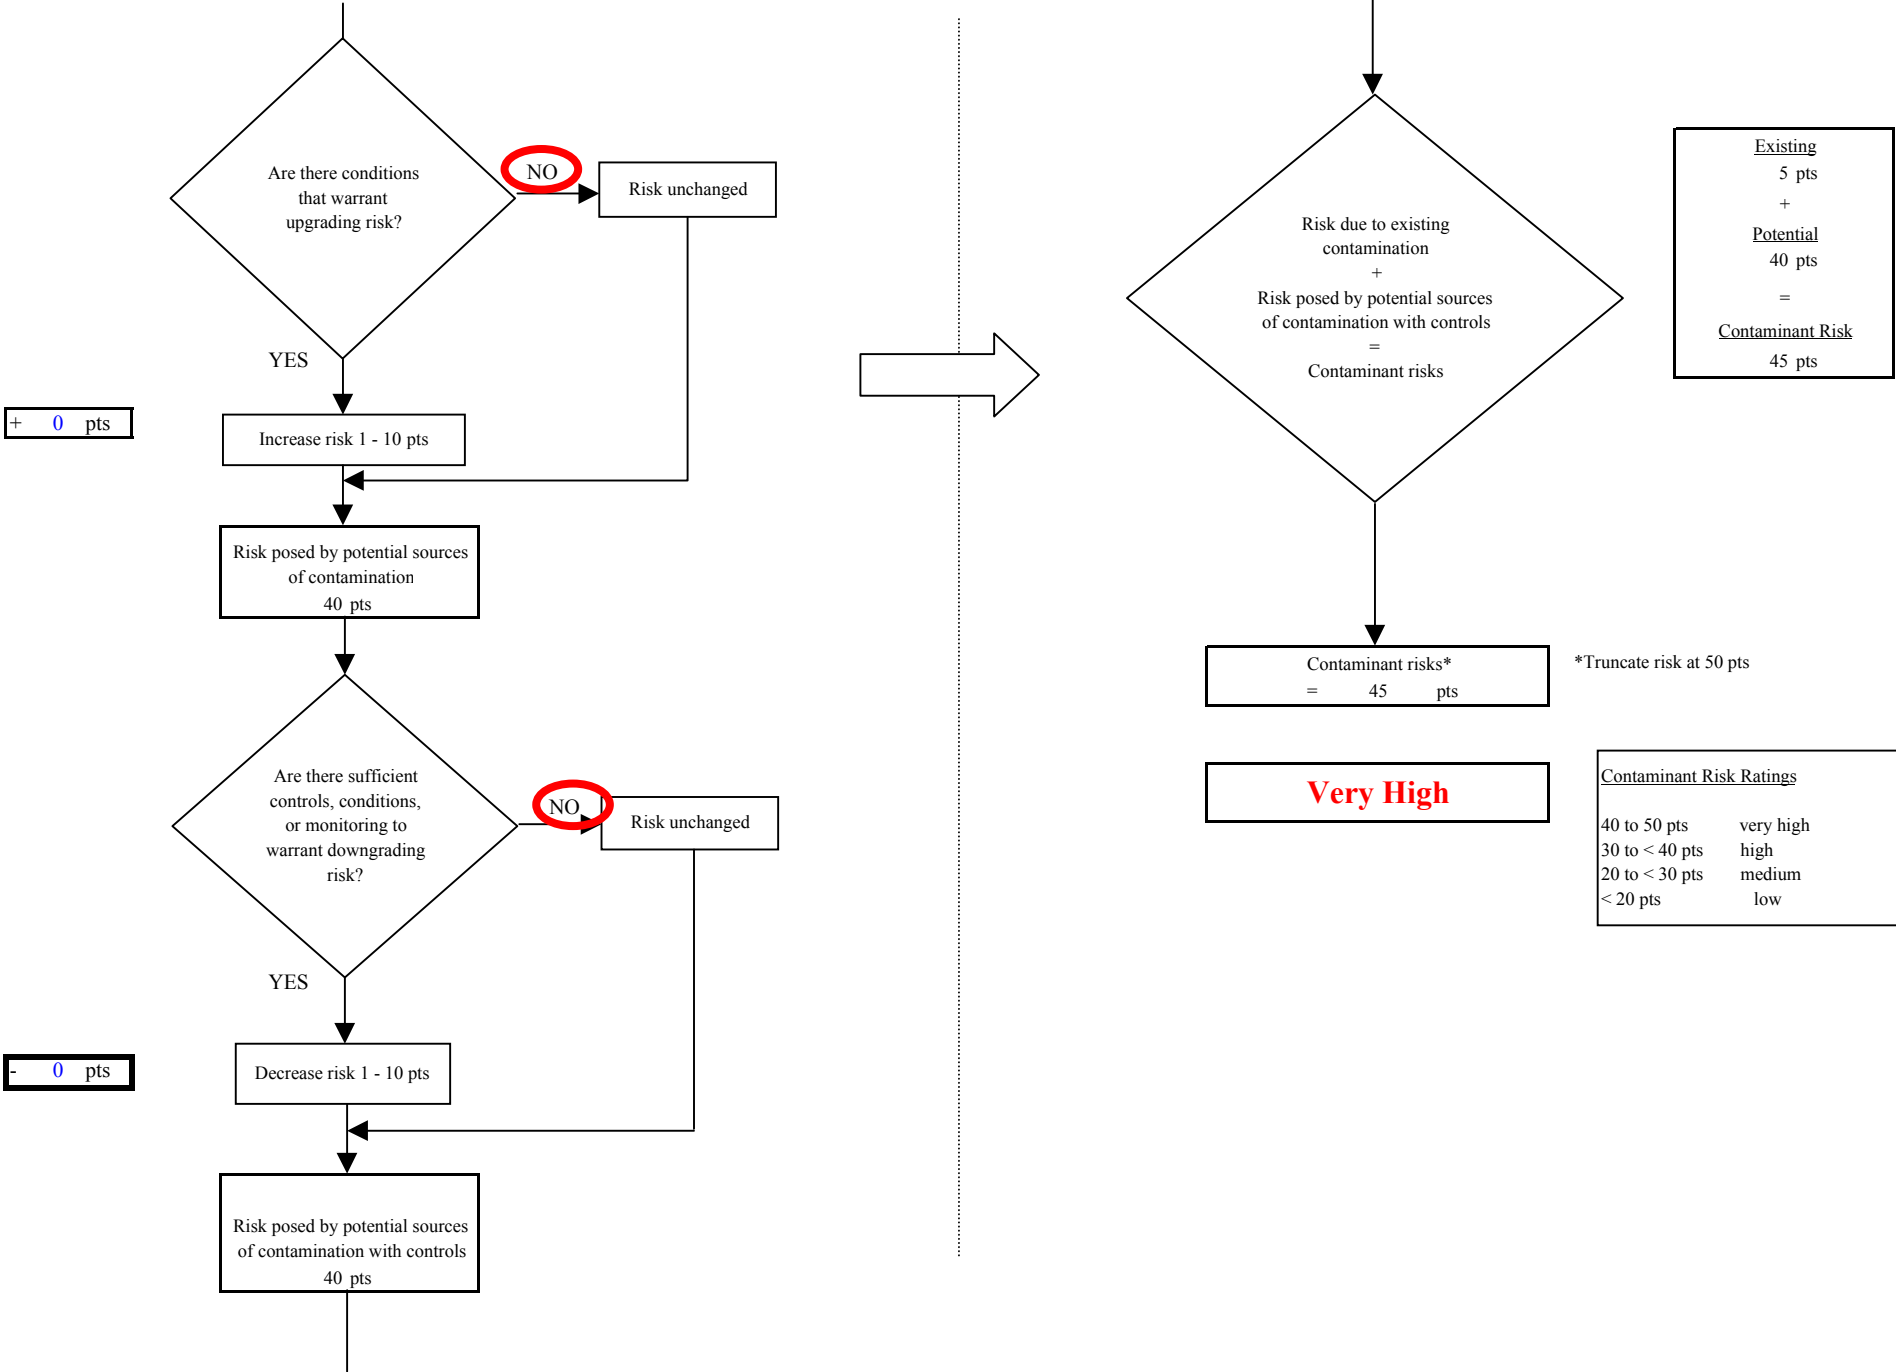 Are there conditions
that warrant
upgrading risk?
NO
Risk unchanged
YES
+ 0 pts
Increase risk 1 - 10 pts
Risk posed by potential sources
of contamination
40 pts
Are there sufficient
controls, conditions,
or monitoring to
warrant downgrading
risk?
NO
Risk unchanged
YES
- 0 pts
Decrease risk 1 - 10 pts
Risk posed by potential sources
of contamination with controls
40 pts
Risk due to existing
contamination
+
Risk posed by potential sources
of contamination with controls
=
Contaminant risks
Existing
5 pts
+
Potential
40 pts
=
Contaminant Risk
45 pts
Contaminant risks*
= 45 pts
*Truncate risk at 50 pts
Very High
Contaminant Risk Ratings
40 to 50 pts very high
30 to < 40 pts high
20 to < 30 pts medium
< 20 pts low